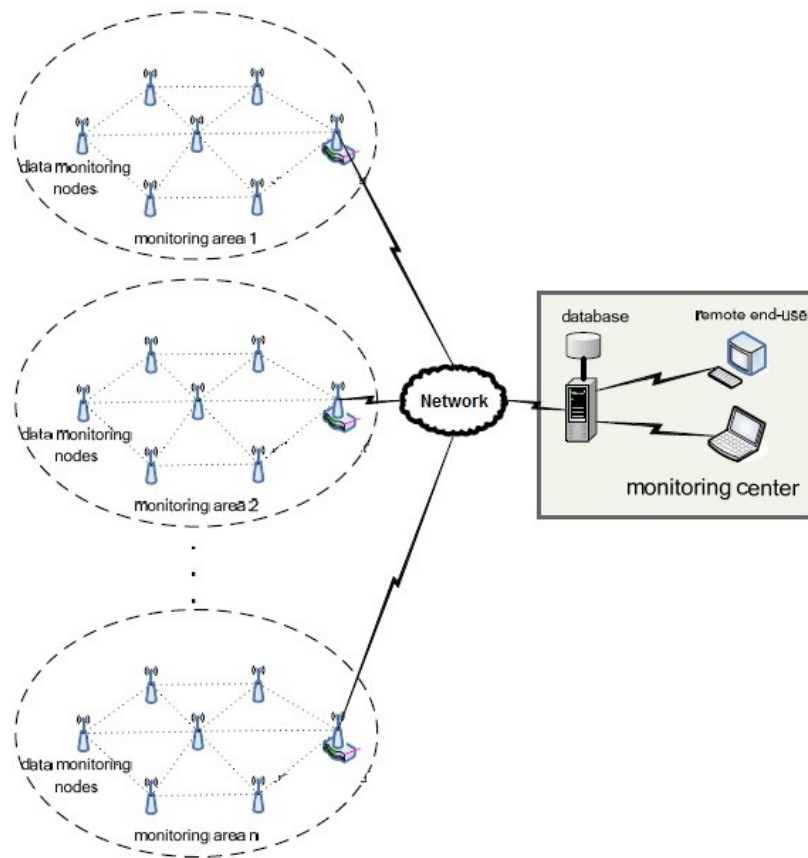 data monitoring
nodes
monitoring area 1
database
remote end-user
Network
data monitoring
nodes
monitoring center
monitoring area 2
data monitoring
nodes
monitoring area n